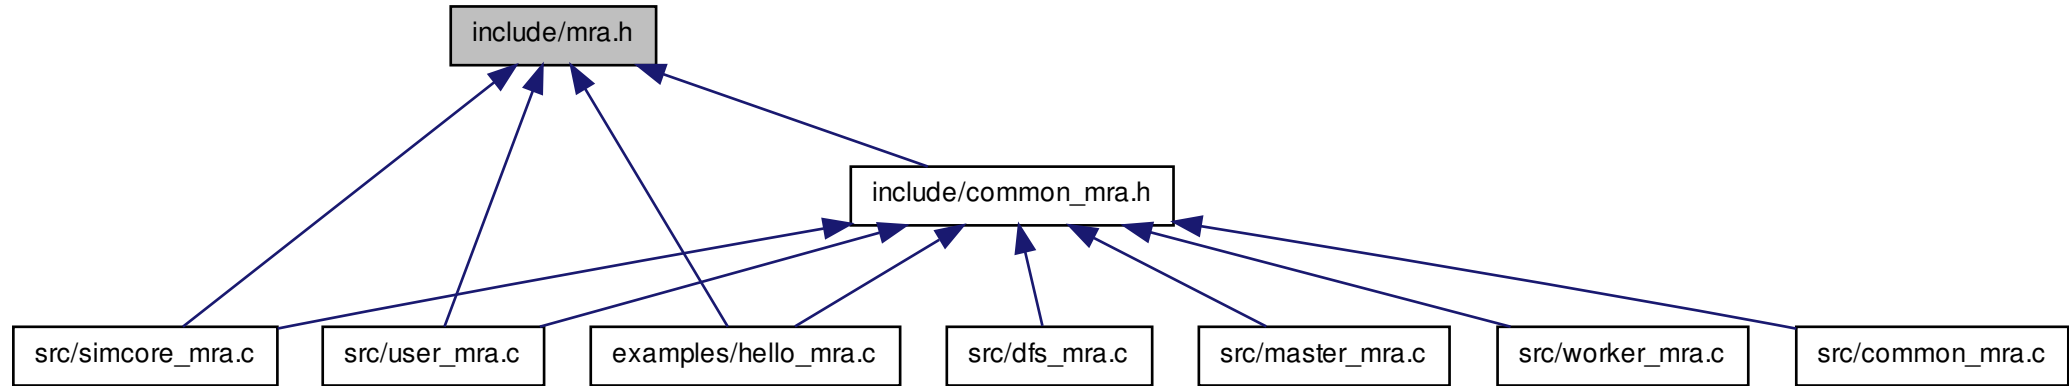 include/mra.h
include/common_mra.h
src/simcore_mra.c
src/user_mra.c
examples/hello_mra.c
src/dfs_mra.c
src/master_mra.c
src/worker_mra.c
src/common_mra.c